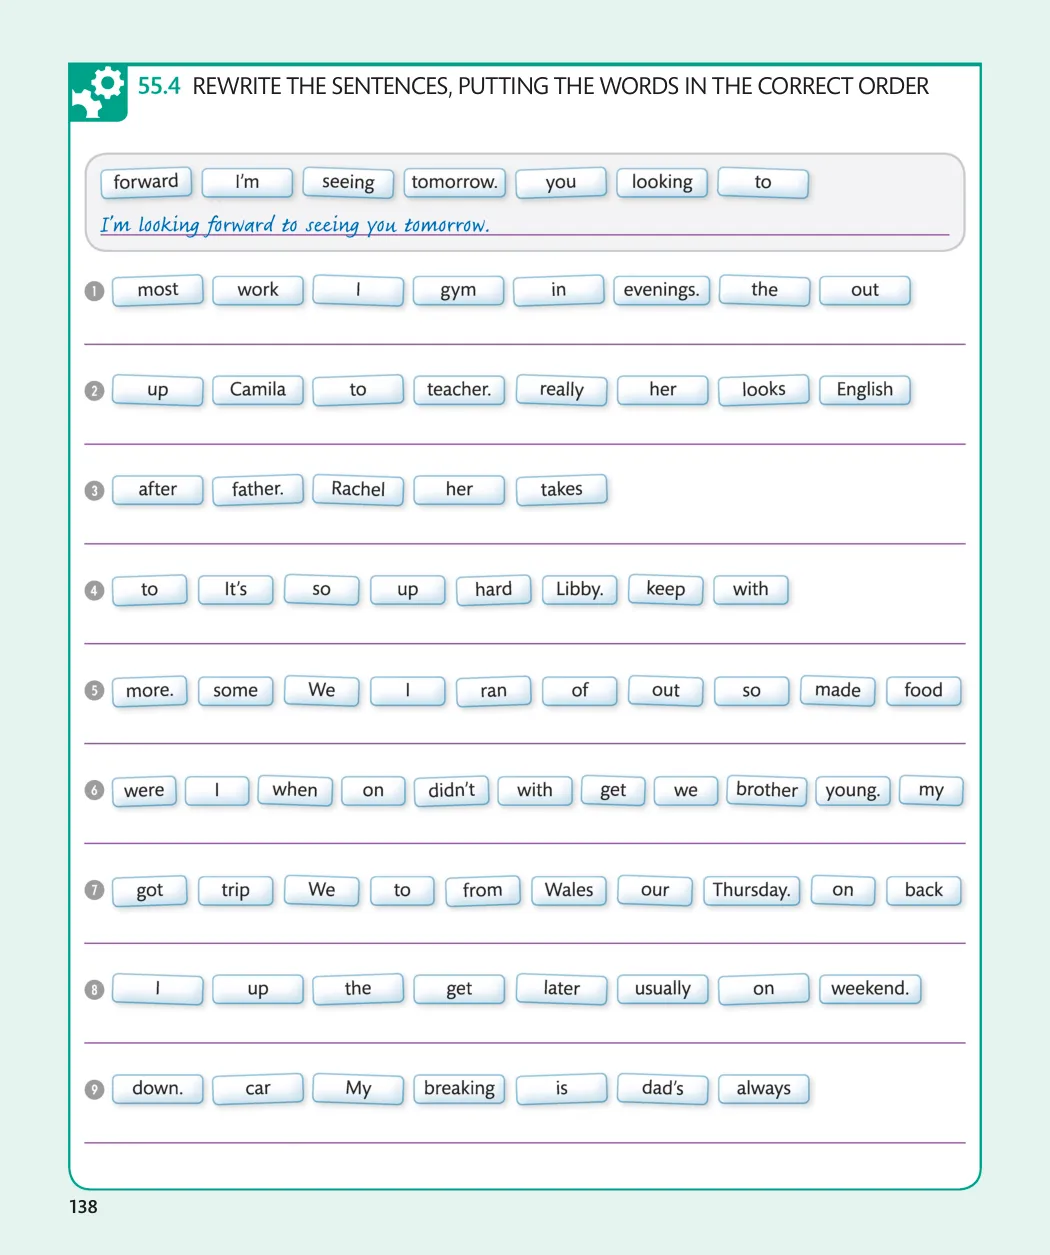 55.4 REWRITE THE SENTENCES, PUTTING THE WORDS IN THE CORRECT ORDER
forward I'm seeing tomorrow. you looking to
I'm looking forward to seeing you tomorrow.
1 most work I gym in evenings. the out
2 up Camila to teacher. really her looks English
3 after father. Rachel her takes
4 to It's so up hard Libby. keep with
5 more. some We I ran of out so made food
6 were I when on didn't with get we brother young. my
7 got trip We to from Wales our Thursday. on back
8 I up the get later usually on weekend.
9 down. car My breaking is dad's always
138